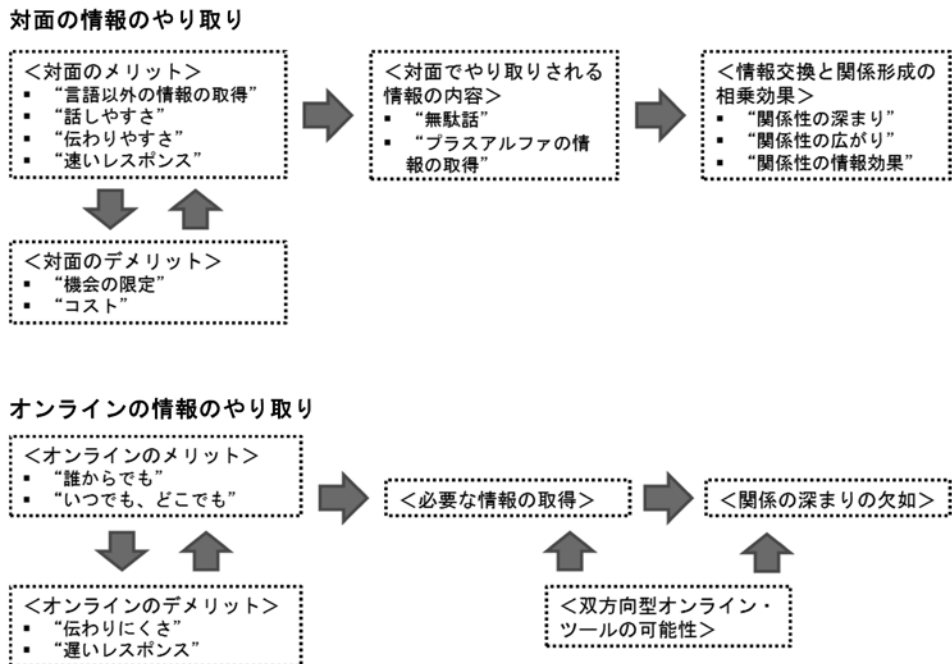 対面の情報のやり取り
＜対面のメリット＞
▪ “言語以外の情報の取得”
▪ “話しやすさ”
▪ “伝わりやすさ”
▪ “速いレスポンス”
＜対面でやり取りされる
情報の内容＞
▪ “無駄話”
▪ “プラスアルファの情
報の取得”
＜情報交換と関係形成の
相乗効果＞
▪ “関係性の深まり”
▪ “関係性の広がり”
▪ “関係性の情報効果”
＜対面のデメリット＞
▪ “機会の限定”
▪ “コスト”
オンラインの情報のやり取り
＜オンラインのメリット＞
▪ “誰からでも”
▪ “いつでも、どこでも”
＜必要な情報の取得＞
＜関係の深まりの欠如＞
＜オンラインのデメリット＞
▪ “伝わりにくさ”
▪ “遅いレスポンス”
＜双方向型オンライン・
ツールの可能性＞